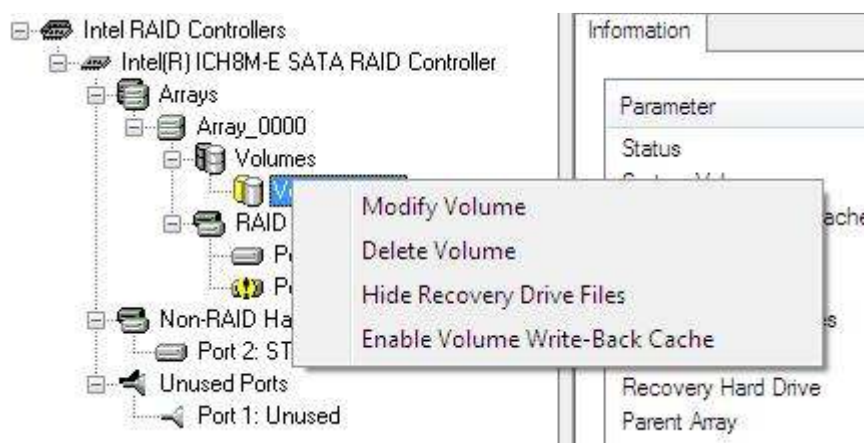 Intel RAID Controllers
Intel(R) ICH8M-E SATA RAID Controller
Arrays
Array_0000
Volumes
RAID
Non-RAID
Port 2:
Unused Ports
Port 1: Unused
Modify Volume
Delete Volume
Hide Recovery Drive Files
Enable Volume Write-Back Cache
Information
Parameter
Status
Recovery Hard Drive
Parent Array